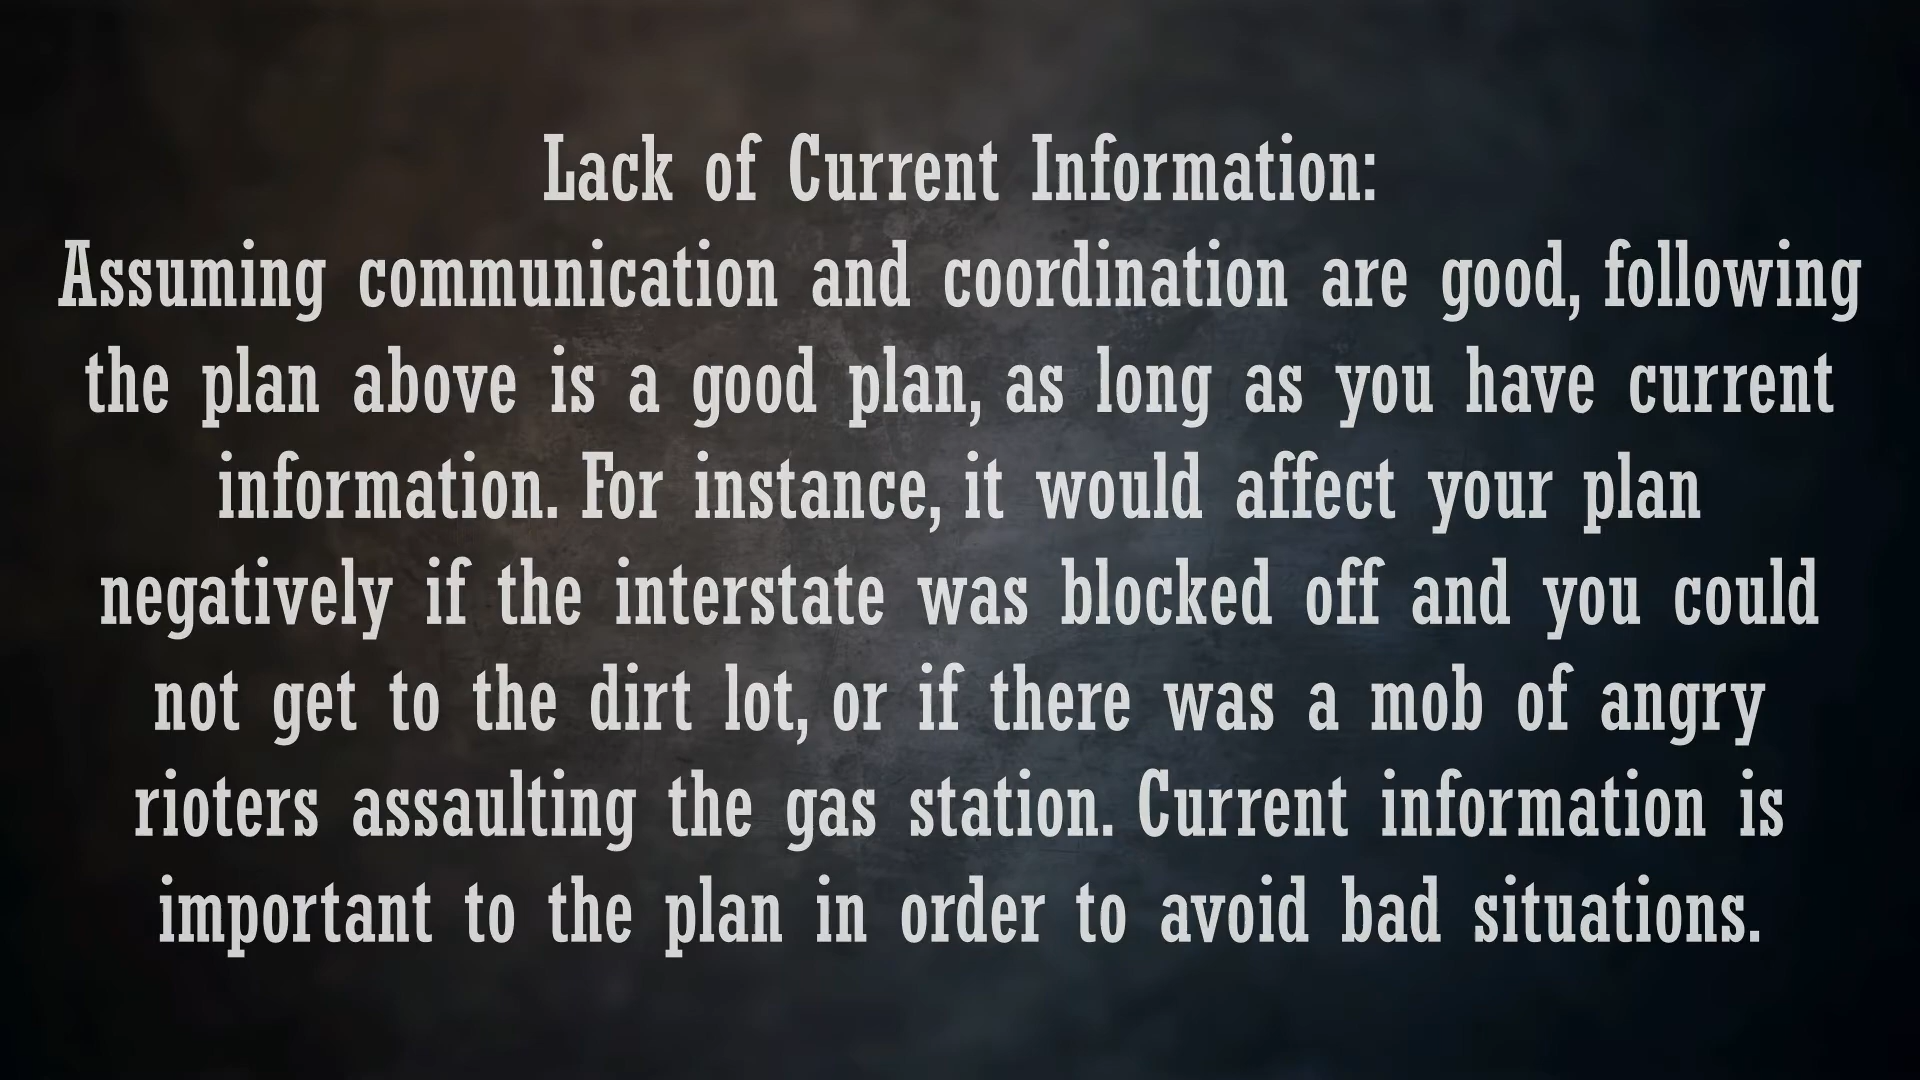 Lack of Current Information:
Assuming communication and coordination are good, following
the plan above is a good plan, as long as you have current
information. For instance, it would affect your plan
negatively if the interstate was blocked off and you could
not get to the dirt lot, or if there was a mob of angry
rioters assaulting the gas station. Current information is
important to the plan in order to avoid bad situations.